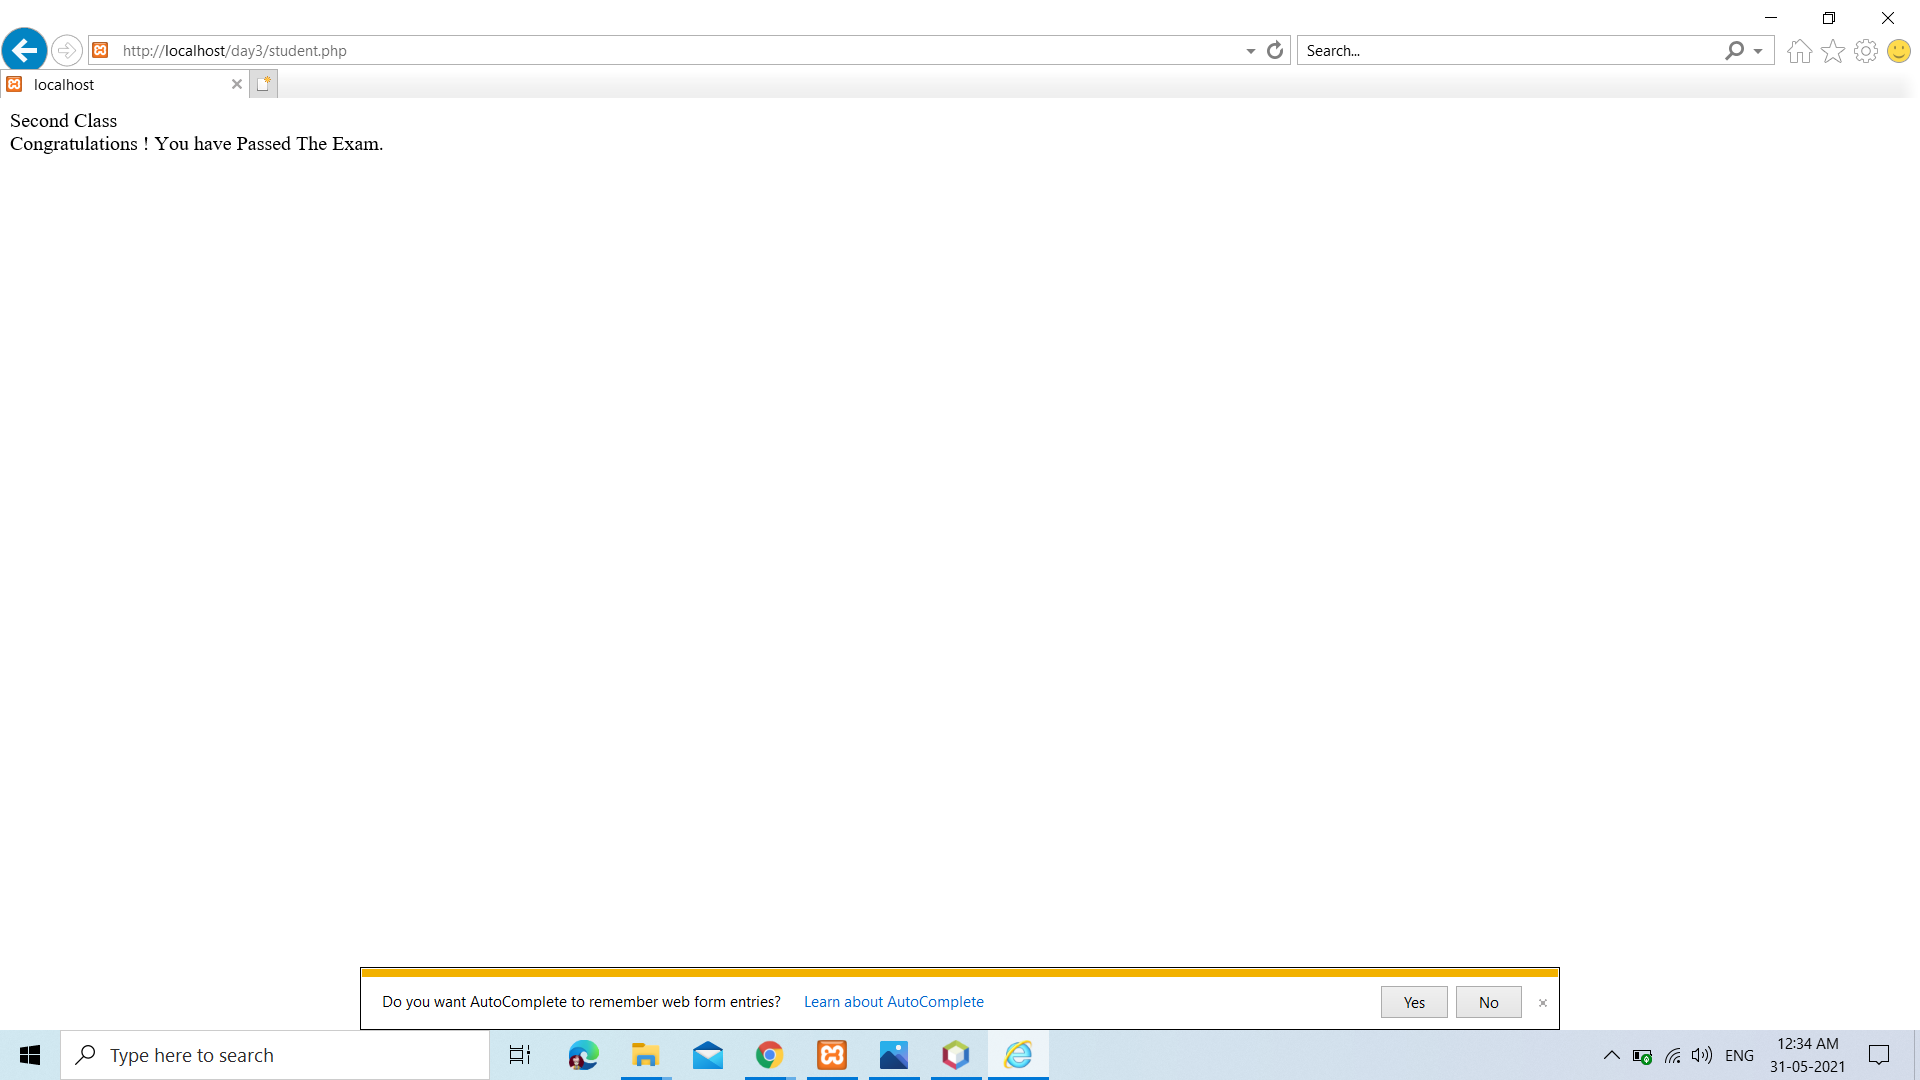 http://localhost/day3/student.php
Search...
localhost
Second Class
Congratulations ! You have Passed The Exam.
Do you want AutoComplete to remember web form entries? Learn about AutoComplete Yes No
Type here to search
ENG
12:34 AM
31-05-2021